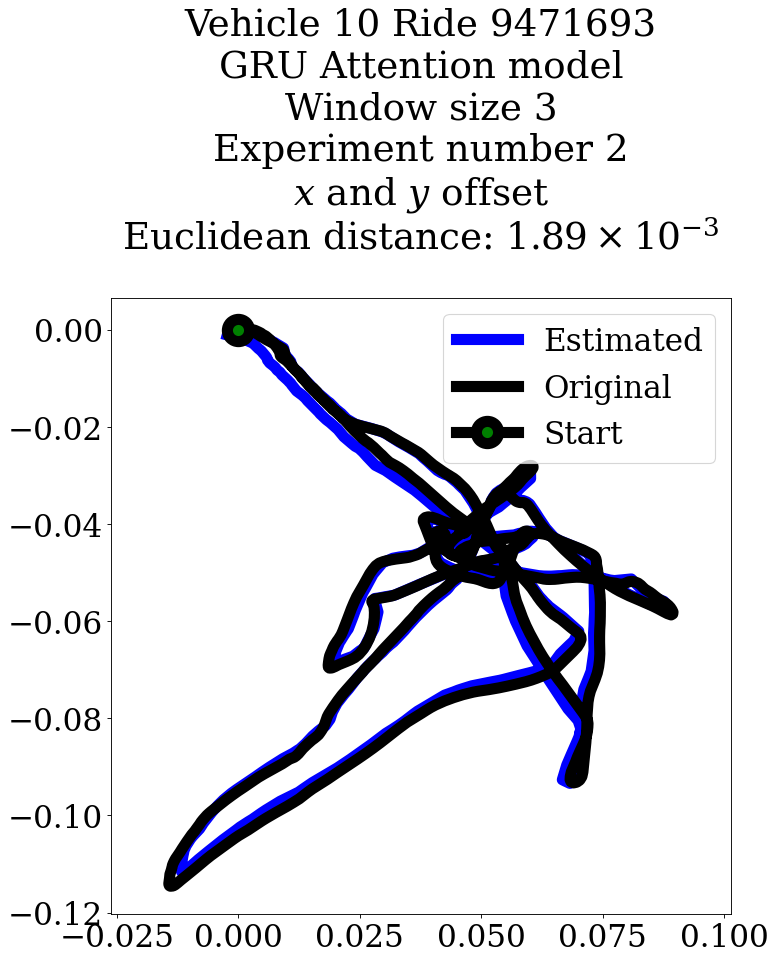 Vehicle 10 Ride 9471693
GRU Attention model
Window size 3
Experiment number 2
x and y offset
Euclidean distance: 1.89 × 10⁻³
Estimated
Original
Start
0.00
−0.02
−0.04
−0.06
−0.08
−0.10
−0.12
−0.025 0.000 0.025 0.050 0.075 0.100